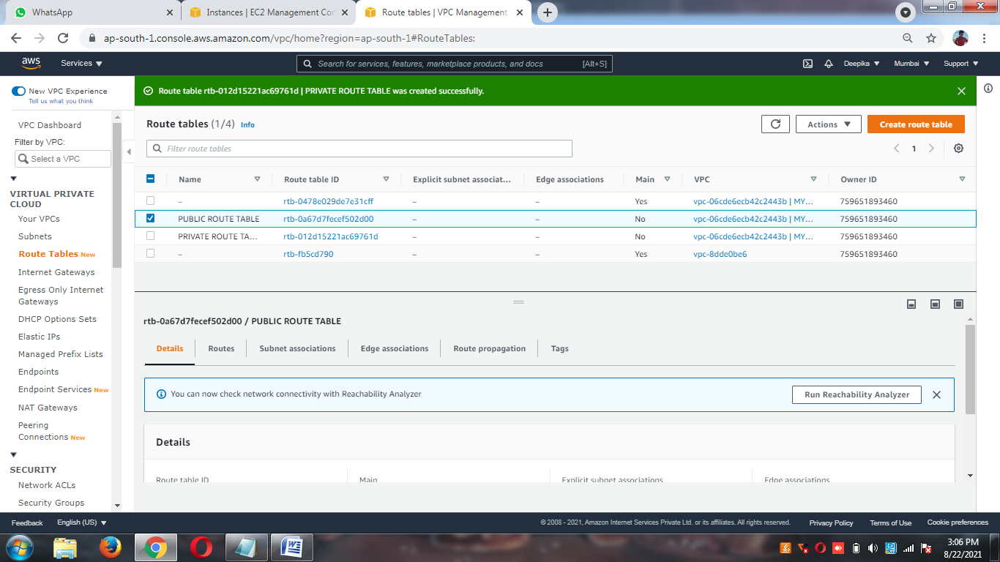 WhatsApp
Instances | EC2 Management Cor
Route tables | VPC Management
ap-south-1.console.aws.amazon.com/vpc/home?region=ap-south-1#RouteTables:
aws
Services
Search for services, features, marketplace products, and docs [Alt+S]
Deepika
Mumbai
Support
New VPC Experience
Tell us what you think
VPC Dashboard
Filter by VPC:
Select a VPC
VIRTUAL PRIVATE
CLOUD
Your VPCs
Subnets
Route Tables New
Internet Gateways
Egress Only Internet
Gateways
DHCP Options Sets
Elastic IPs
Managed Prefix Lists
Endpoints
Endpoint Services New
NAT Gateways
Peering
Connections New
SECURITY
Network ACLs
Security Groups
Route table rtb-012d15221ac69761d | PRIVATE ROUTE TABLE was created successfully.
Route tables (1/4) Info
Actions
Create route table
Filter route tables
1
Name Route table ID Explicit subnet associat... Edge associations Main VPC Owner ID
– rtb-0478e029de7e31cff – – Yes vpc-06cde6ecb42c2443b | MY... 759651893460
PUBLIC ROUTE TABLE rtb-0a67d7fecef502d00 – – No vpc-06cde6ecb42c2443b | MY... 759651893460
PRIVATE ROUTE TA... rtb-012d15221ac69761d – – No vpc-06cde6ecb42c2443b | MY... 759651893460
– rtb-fb5cd790 – – Yes vpc-8dde0be6 759651893460
rtb-0a67d7fecef502d00 / PUBLIC ROUTE TABLE
Details Routes Subnet associations Edge associations Route propagation Tags
You can now check network connectivity with Reachability Analyzer
Run Reachability Analyzer
Details
Route table ID Main Explicit subnet associations Edge associations
Feedback English (US)
© 2008 - 2021, Amazon Internet Services Private Ltd. or its affiliates. All rights reserved. Privacy Policy Terms of Use Cookie preferences
3:06 PM
8/22/2021